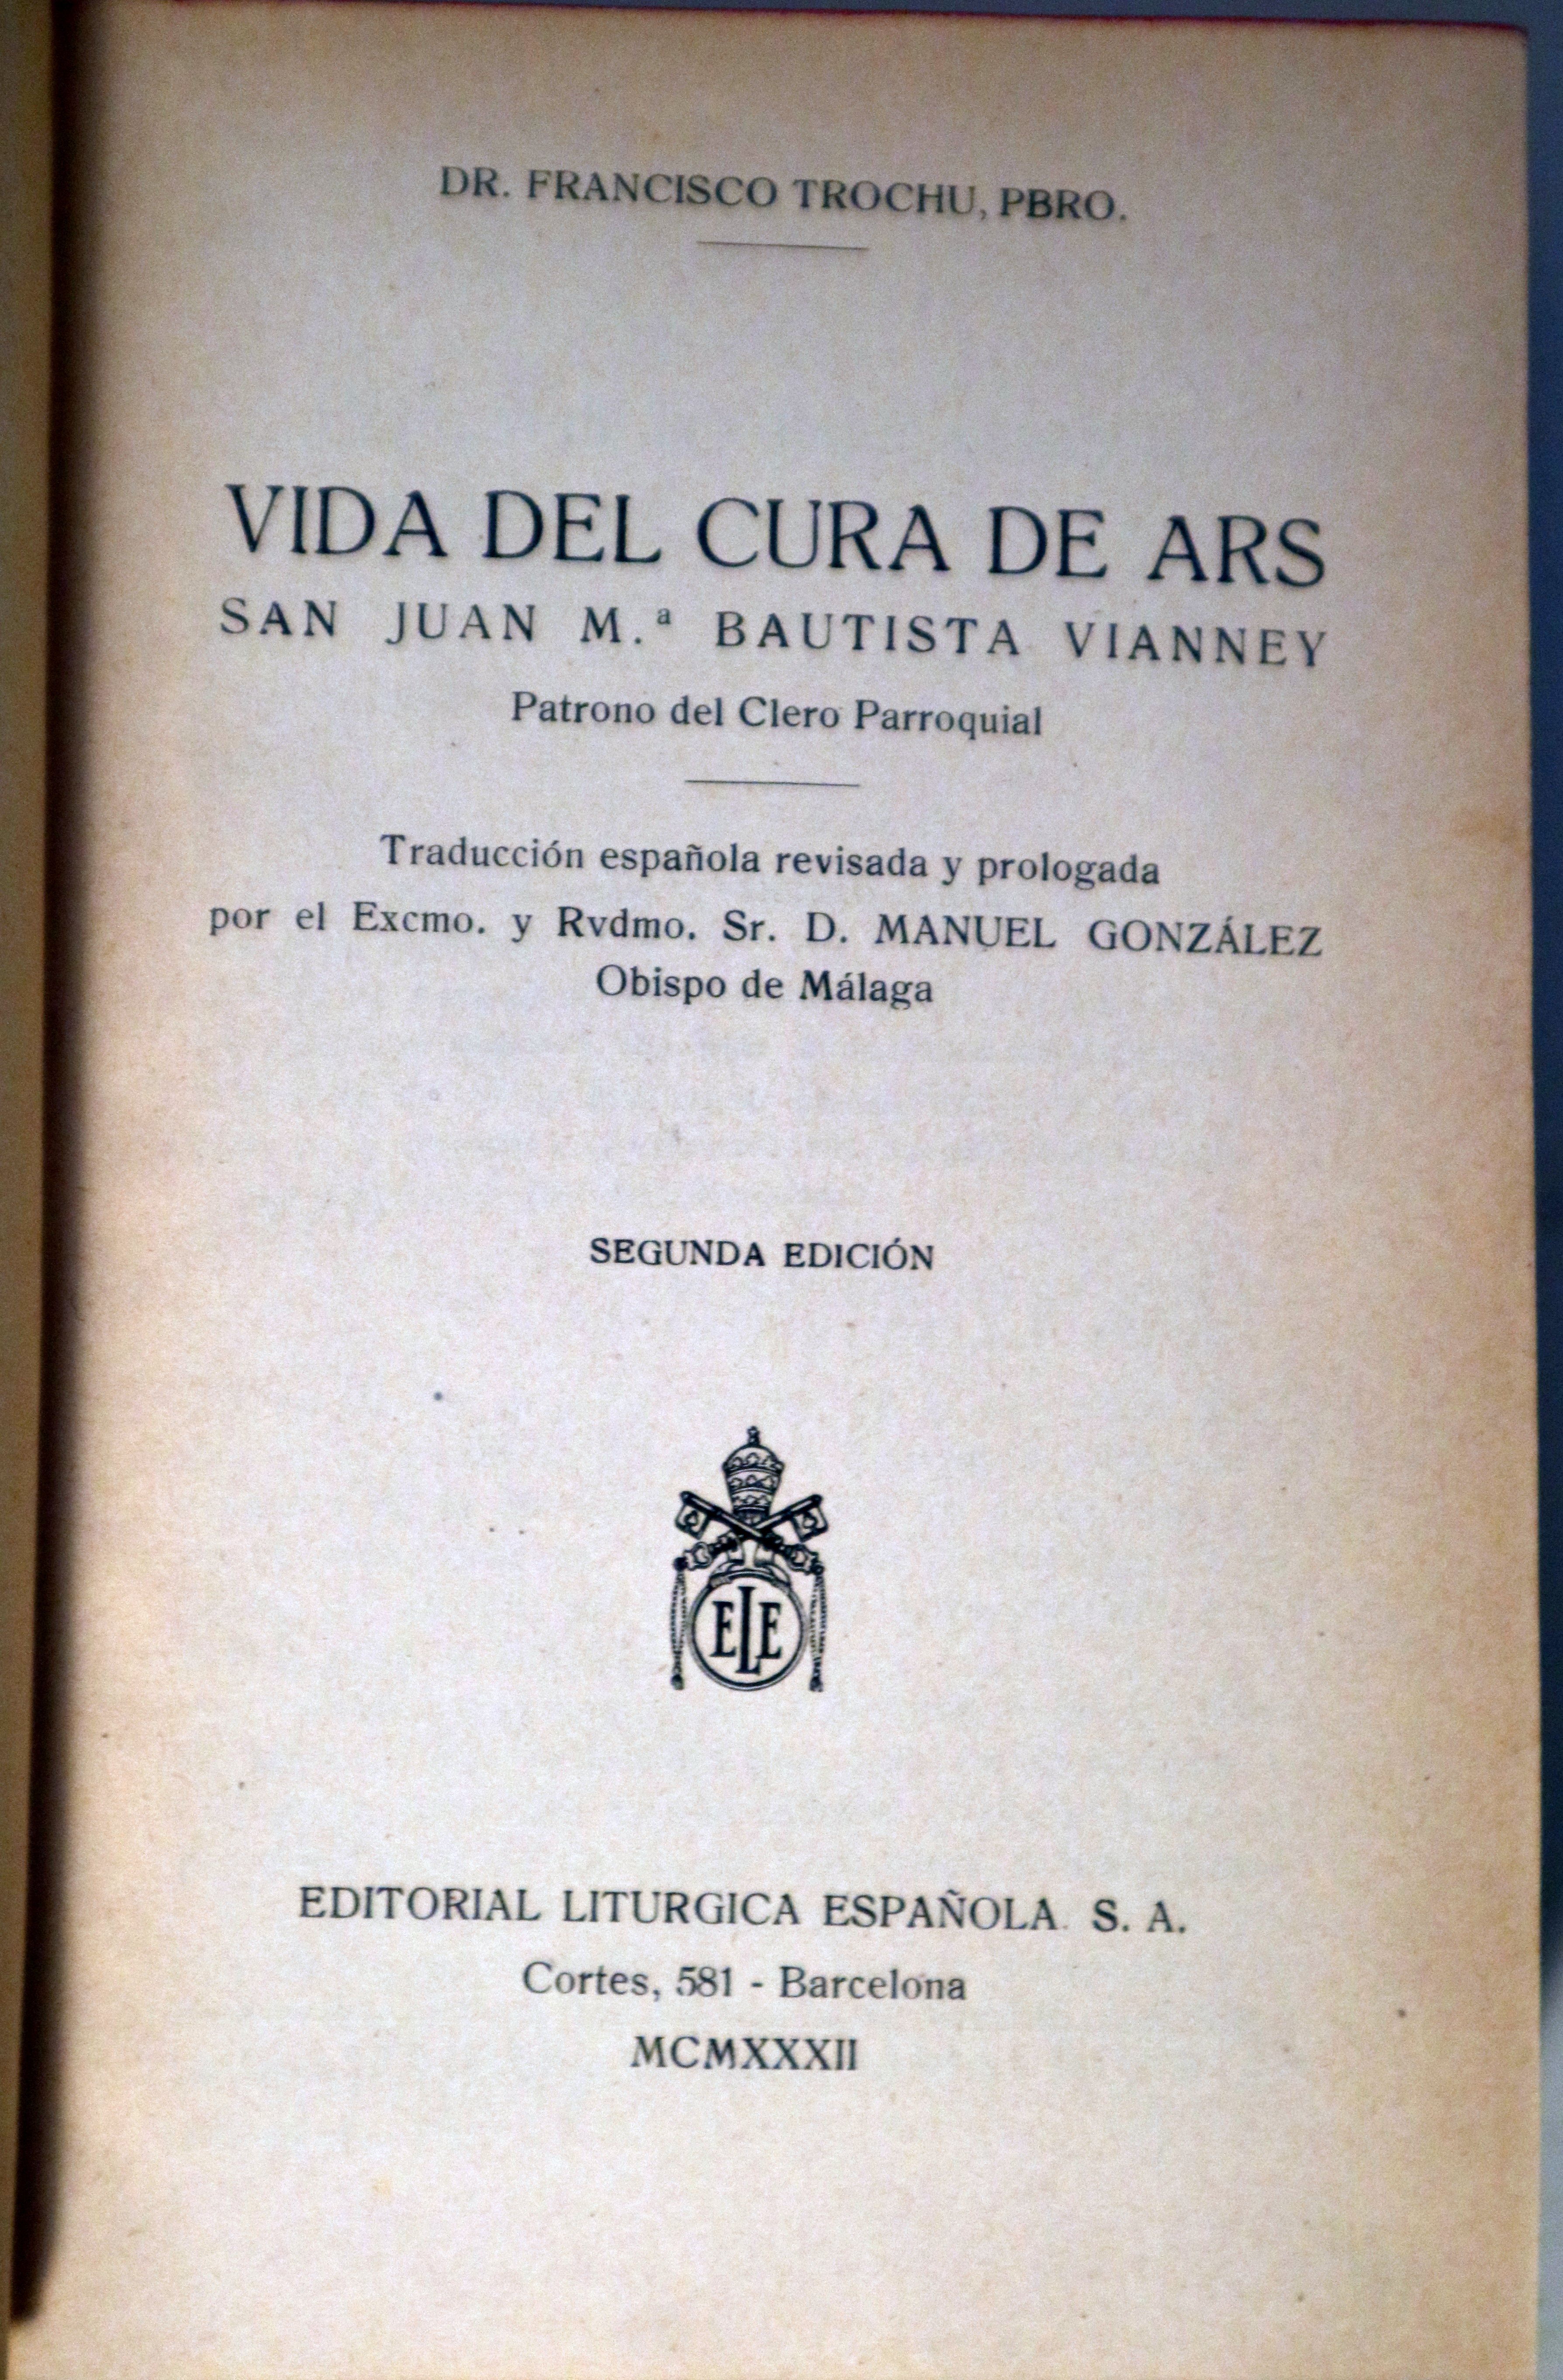 DR. FRANCISCO TROCHU, PBRO.
VIDA DEL CURA DE ARS
SAN JUAN M.ª BAUTISTA VIANNEY
Patrono del Clero Parroquial
Traducción española revisada y prologada
por el Excmo. y Rvdmo. Sr. D. MANUEL GONZÁLEZ
Obispo de Málaga
SEGUNDA EDICIÓN
ELE
EDITORIAL LITURGICA ESPAÑOLA. S. A.
Cortes, 581 - Barcelona
MCMXXXII